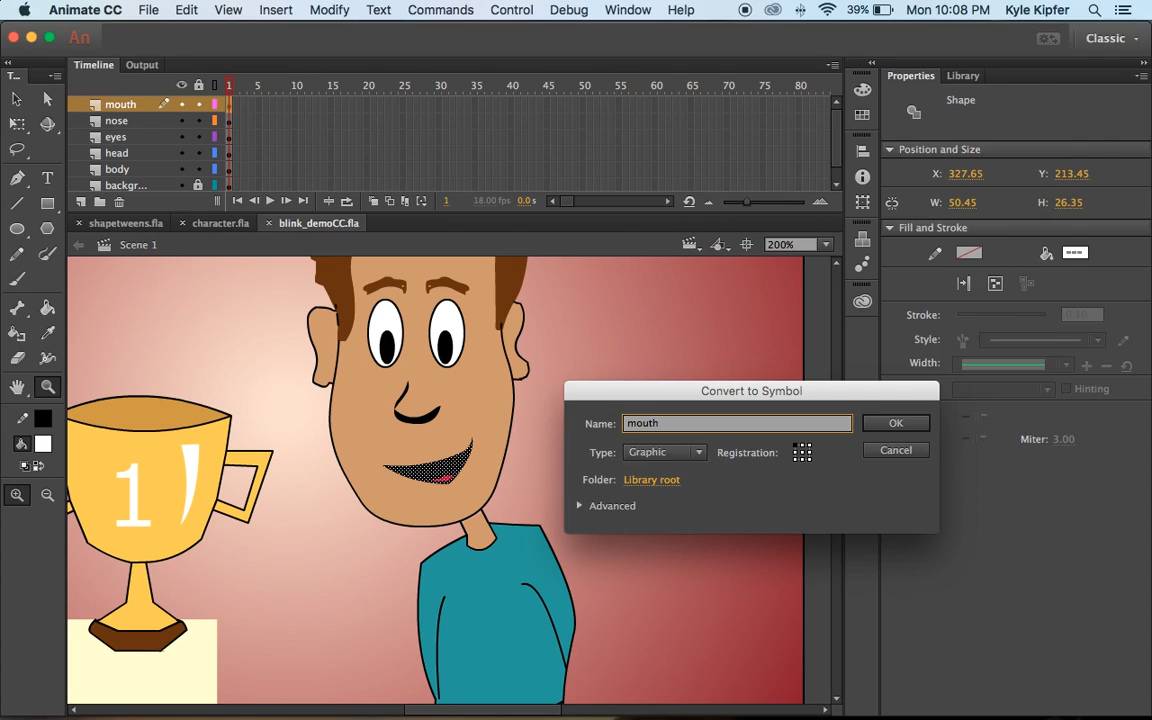 Animate CC File Edit View Insert Modify Text Commands Control Debug Window Help 39% Mon 10:08 PM Kyle Kipfer
An Classic
Timeline Output
T... 1 5 10 15 20 25 30 35 40 45 50 55 60 65 70 75 80
mouth
nose
eyes
head
body
backgr...
1 18.00 fps 0.0 s
shapetweens.fla character.fla blink_demoCC.fla
Scene 1 200%
Properties Library
Shape
Position and Size
X: 327.65 Y: 213.45
W: 50.45 H: 26.35
Fill and Stroke
Stroke: 0.10
Style:
Width:
Hinting
Miter: 3.00
Convert to Symbol
Name: mouth OK
Type: Graphic Registration: Cancel
Folder: Library root
Advanced
1